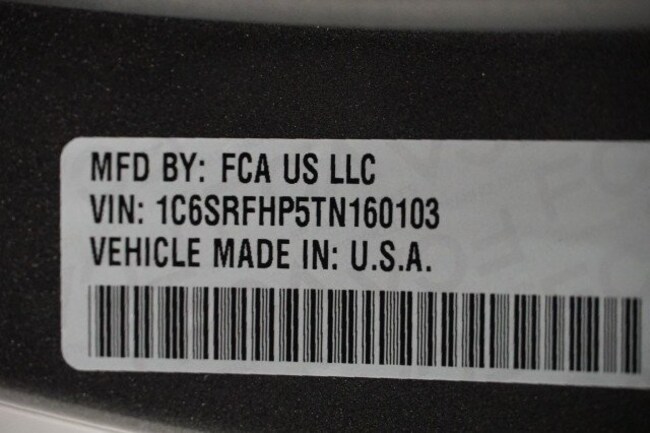 MFD BY: FCA US LLC
VIN: 1C6SRFHP5TN160103
VEHICLE MADE IN: U.S.A.